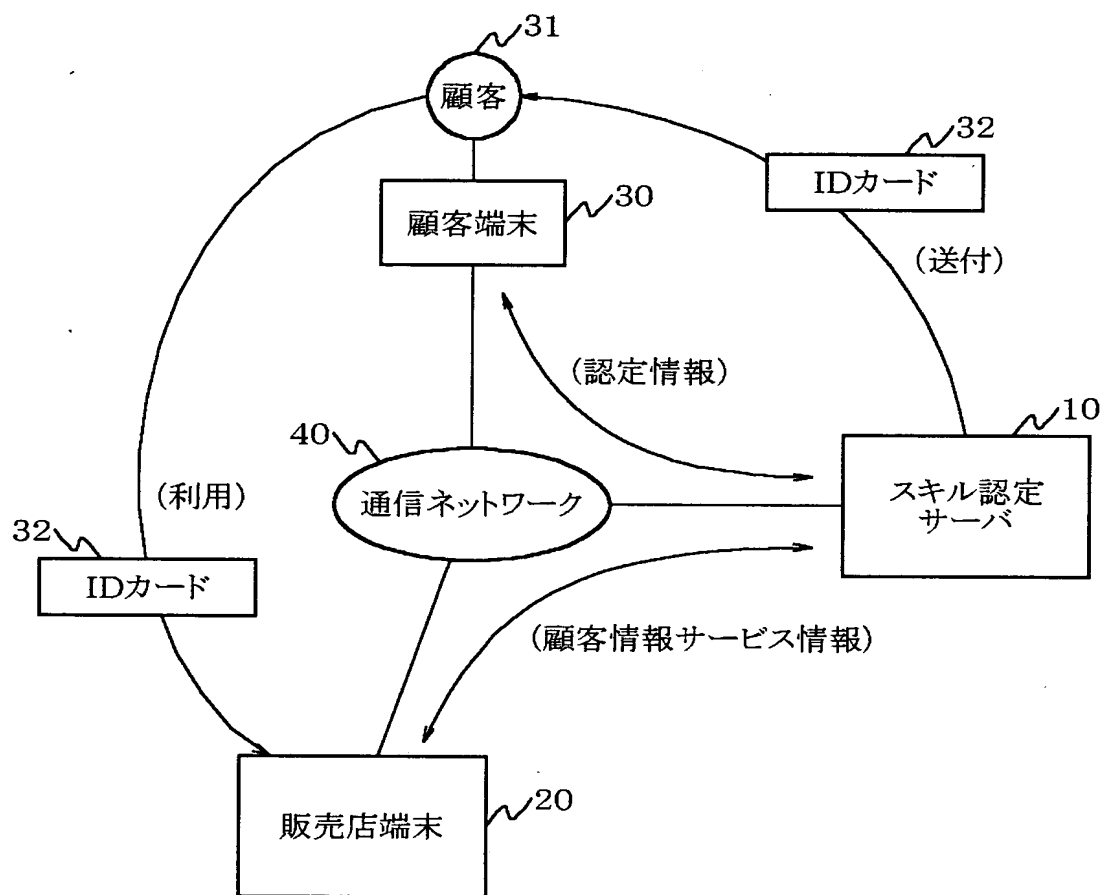 31
顧客
32
IDカード
30
顧客端末
(送付)
(認定情報)
10
40
スキル認定
サーバ
通信ネットワーク
(利用)
32
IDカード
(顧客情報サービス情報)
20
販売店端末